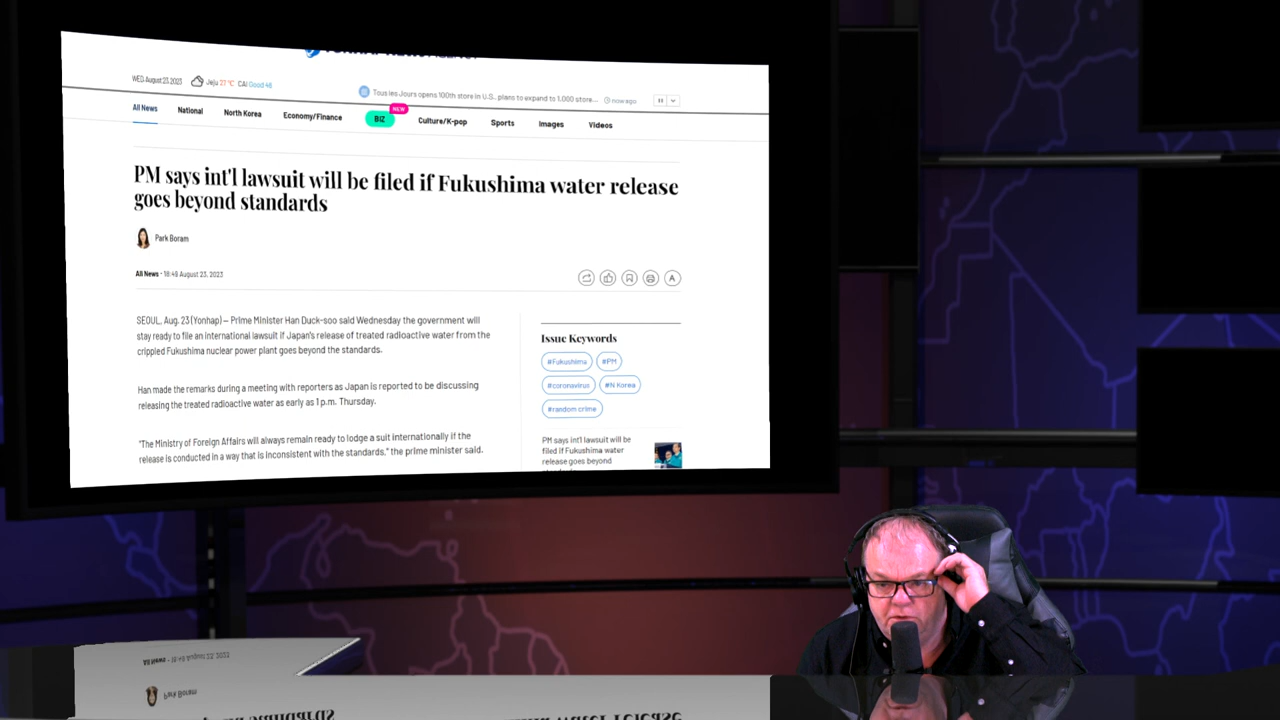 WED, August 23, 2023
Jeju 27 °C CAI Good 48
Tous les Jours opens 100th store in U.S., plans to expand to 1,000 store...
now ago
All News
National
North Korea
Economy/Finance
BIZ
NEW
Culture/K-pop
Sports
Images
Videos
PM says int'l lawsuit will be filed if Fukushima water release
goes beyond standards
Park Boram
All News · 18:49 August 23, 2023
A
SEOUL, Aug. 23 (Yonhap) -- Prime Minister Han Duck-soo said Wednesday the government will
stay ready to file an international lawsuit if Japan's release of treated radioactive water from the
crippled Fukushima nuclear power plant goes beyond the standards.
Han made the remarks during a meeting with reporters as Japan is reported to be discussing
releasing the treated radioactive water as early as 1 p.m. Thursday.
"The Ministry of Foreign Affairs will always remain ready to lodge a suit internationally if the
release is conducted in a way that is inconsistent with the standards," the prime minister said.
Issue Keywords
#Fukushima
#PM
#coronavirus
#N Korea
#random crime
PM says int'l lawsuit will be
filed if Fukushima water
release goes beyond